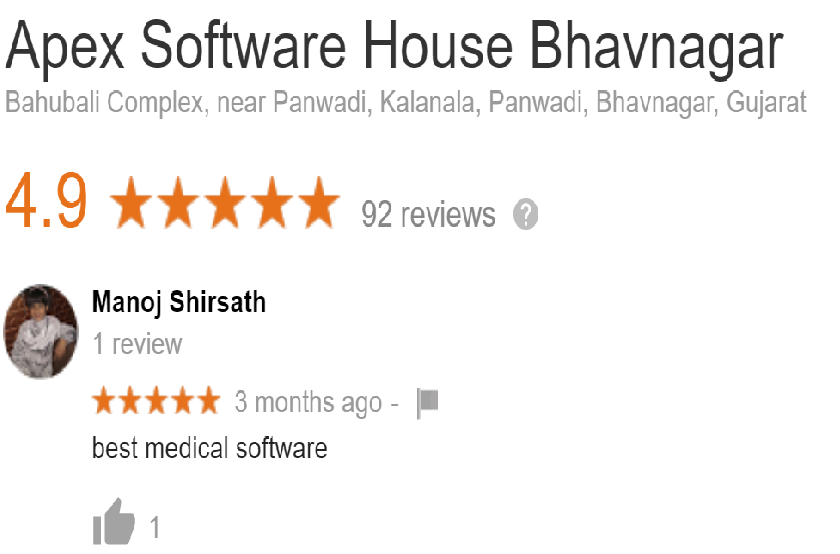 Apex Software House Bhavnagar
Bahubali Complex, near Panwadi, Kalanala, Panwadi, Bhavnagar, Gujarat
4.9 92 reviews ?
Manoj Shirsath
1 review
3 months ago -
best medical software
1